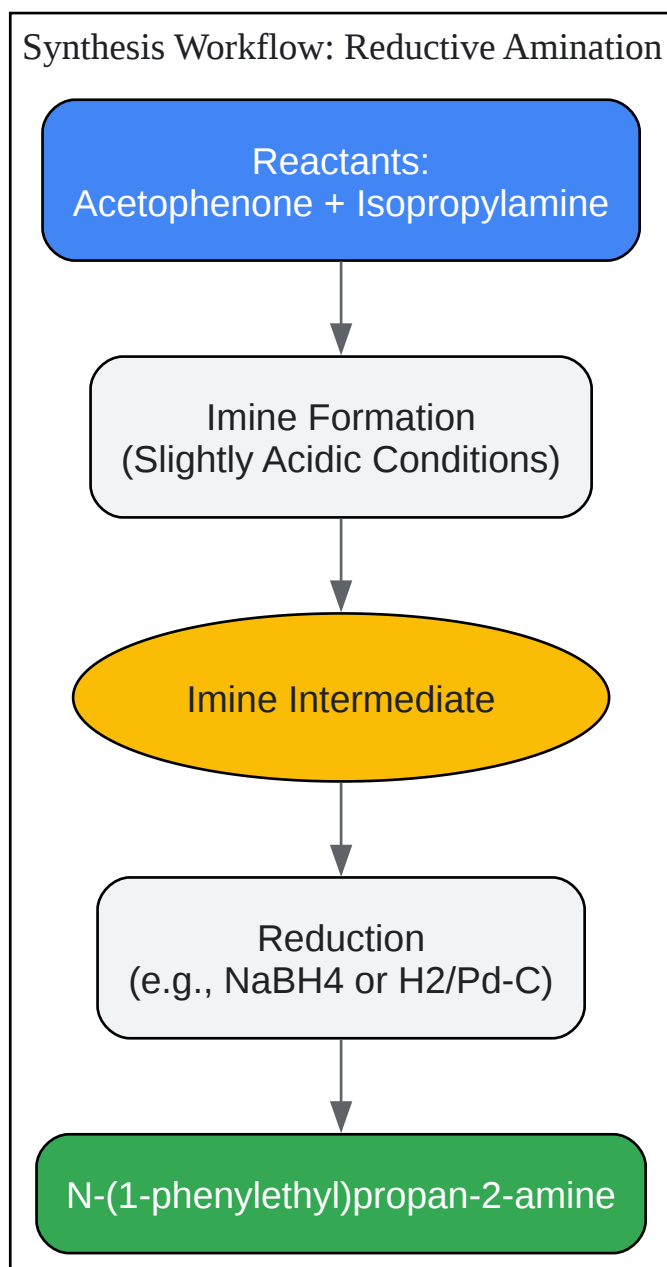 Synthesis Workflow: Reductive Amination
Reactants:
Acetophenone + Isopropylamine
Imine Formation
(Slightly Acidic Conditions)
Imine Intermediate
Reduction
(e.g., NaBH4 or H2/Pd-C)
N-(1-phenylethyl)propan-2-amine